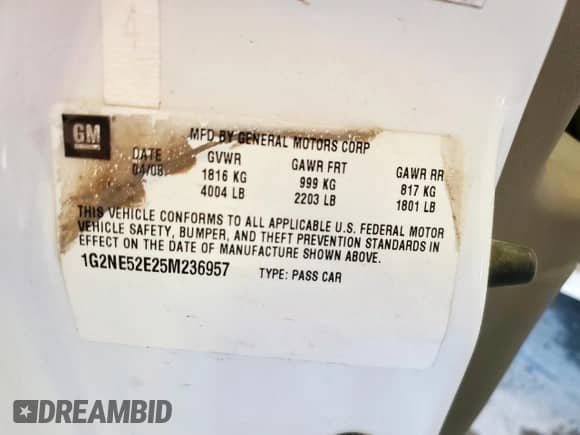 4
GM
MFD BY GENERAL MOTORS CORP
DATE GVWR GAWR FRT GAWR RR
1816 KG 999 KG 817 KG
4004 LB 2203 LB 1801 LB
THIS VEHICLE CONFORMS TO ALL APPLICABLE U.S. FEDERAL MOTOR
VEHICLE SAFETY, BUMPER, AND THEFT PREVENTION STANDARDS IN
EFFECT ON THE DATE OF MANUFACTURE SHOWN ABOVE.
1G2NE52E25M236957 TYPE: PASS CAR
DREAMBID